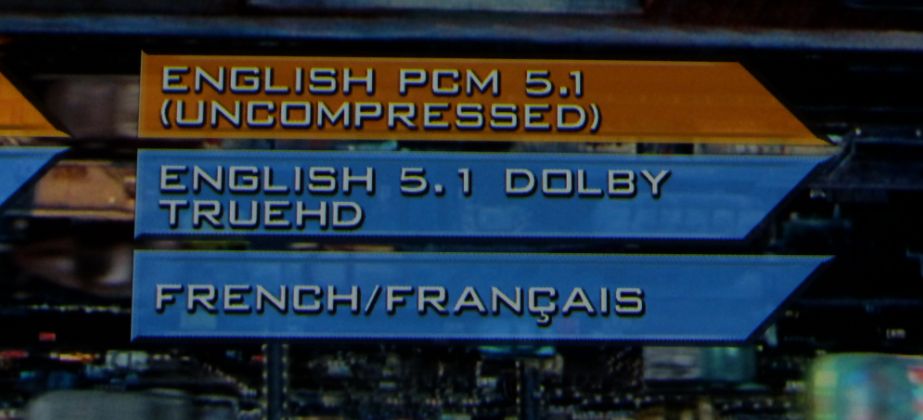 ENGLISH PCM 5.1
(UNCOMPRESSED)
ENGLISH 5.1 DOLBY
TRUEHD
FRENCH/FRANÇAIS